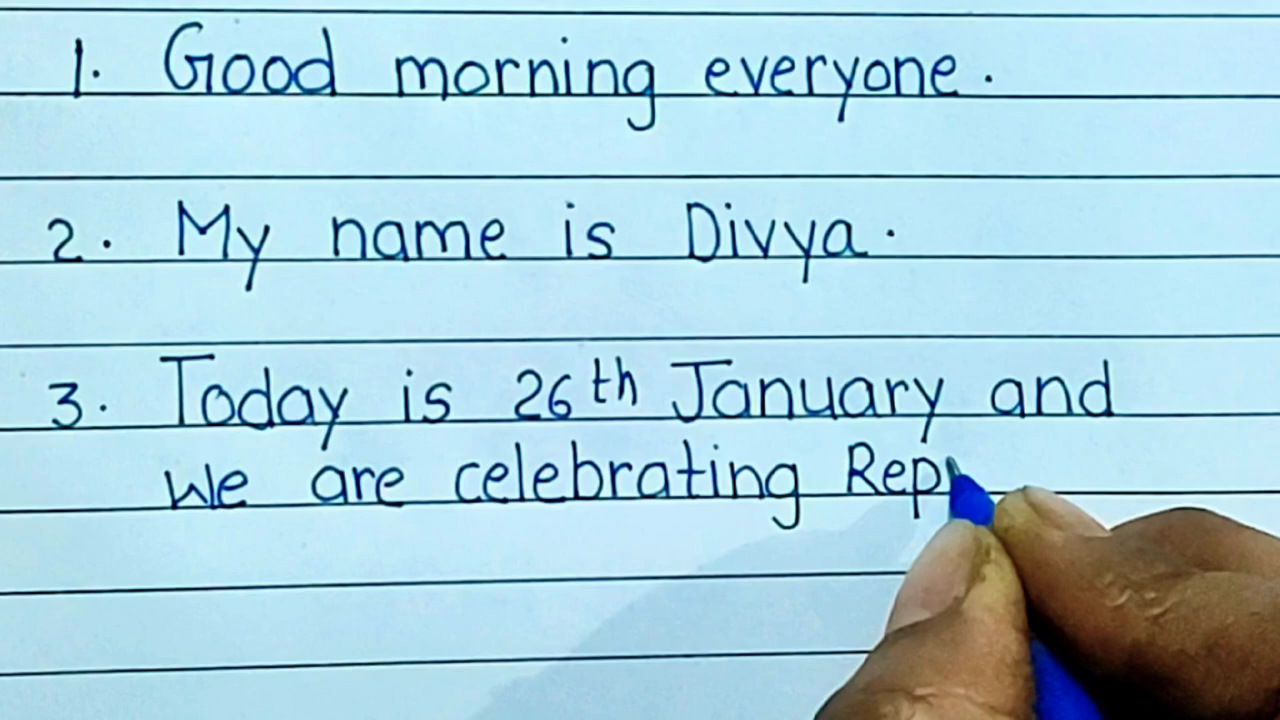 1. Good morning everyone.
2. My name is Divya.
3. Today is 26th January and
we are celebrating Rep